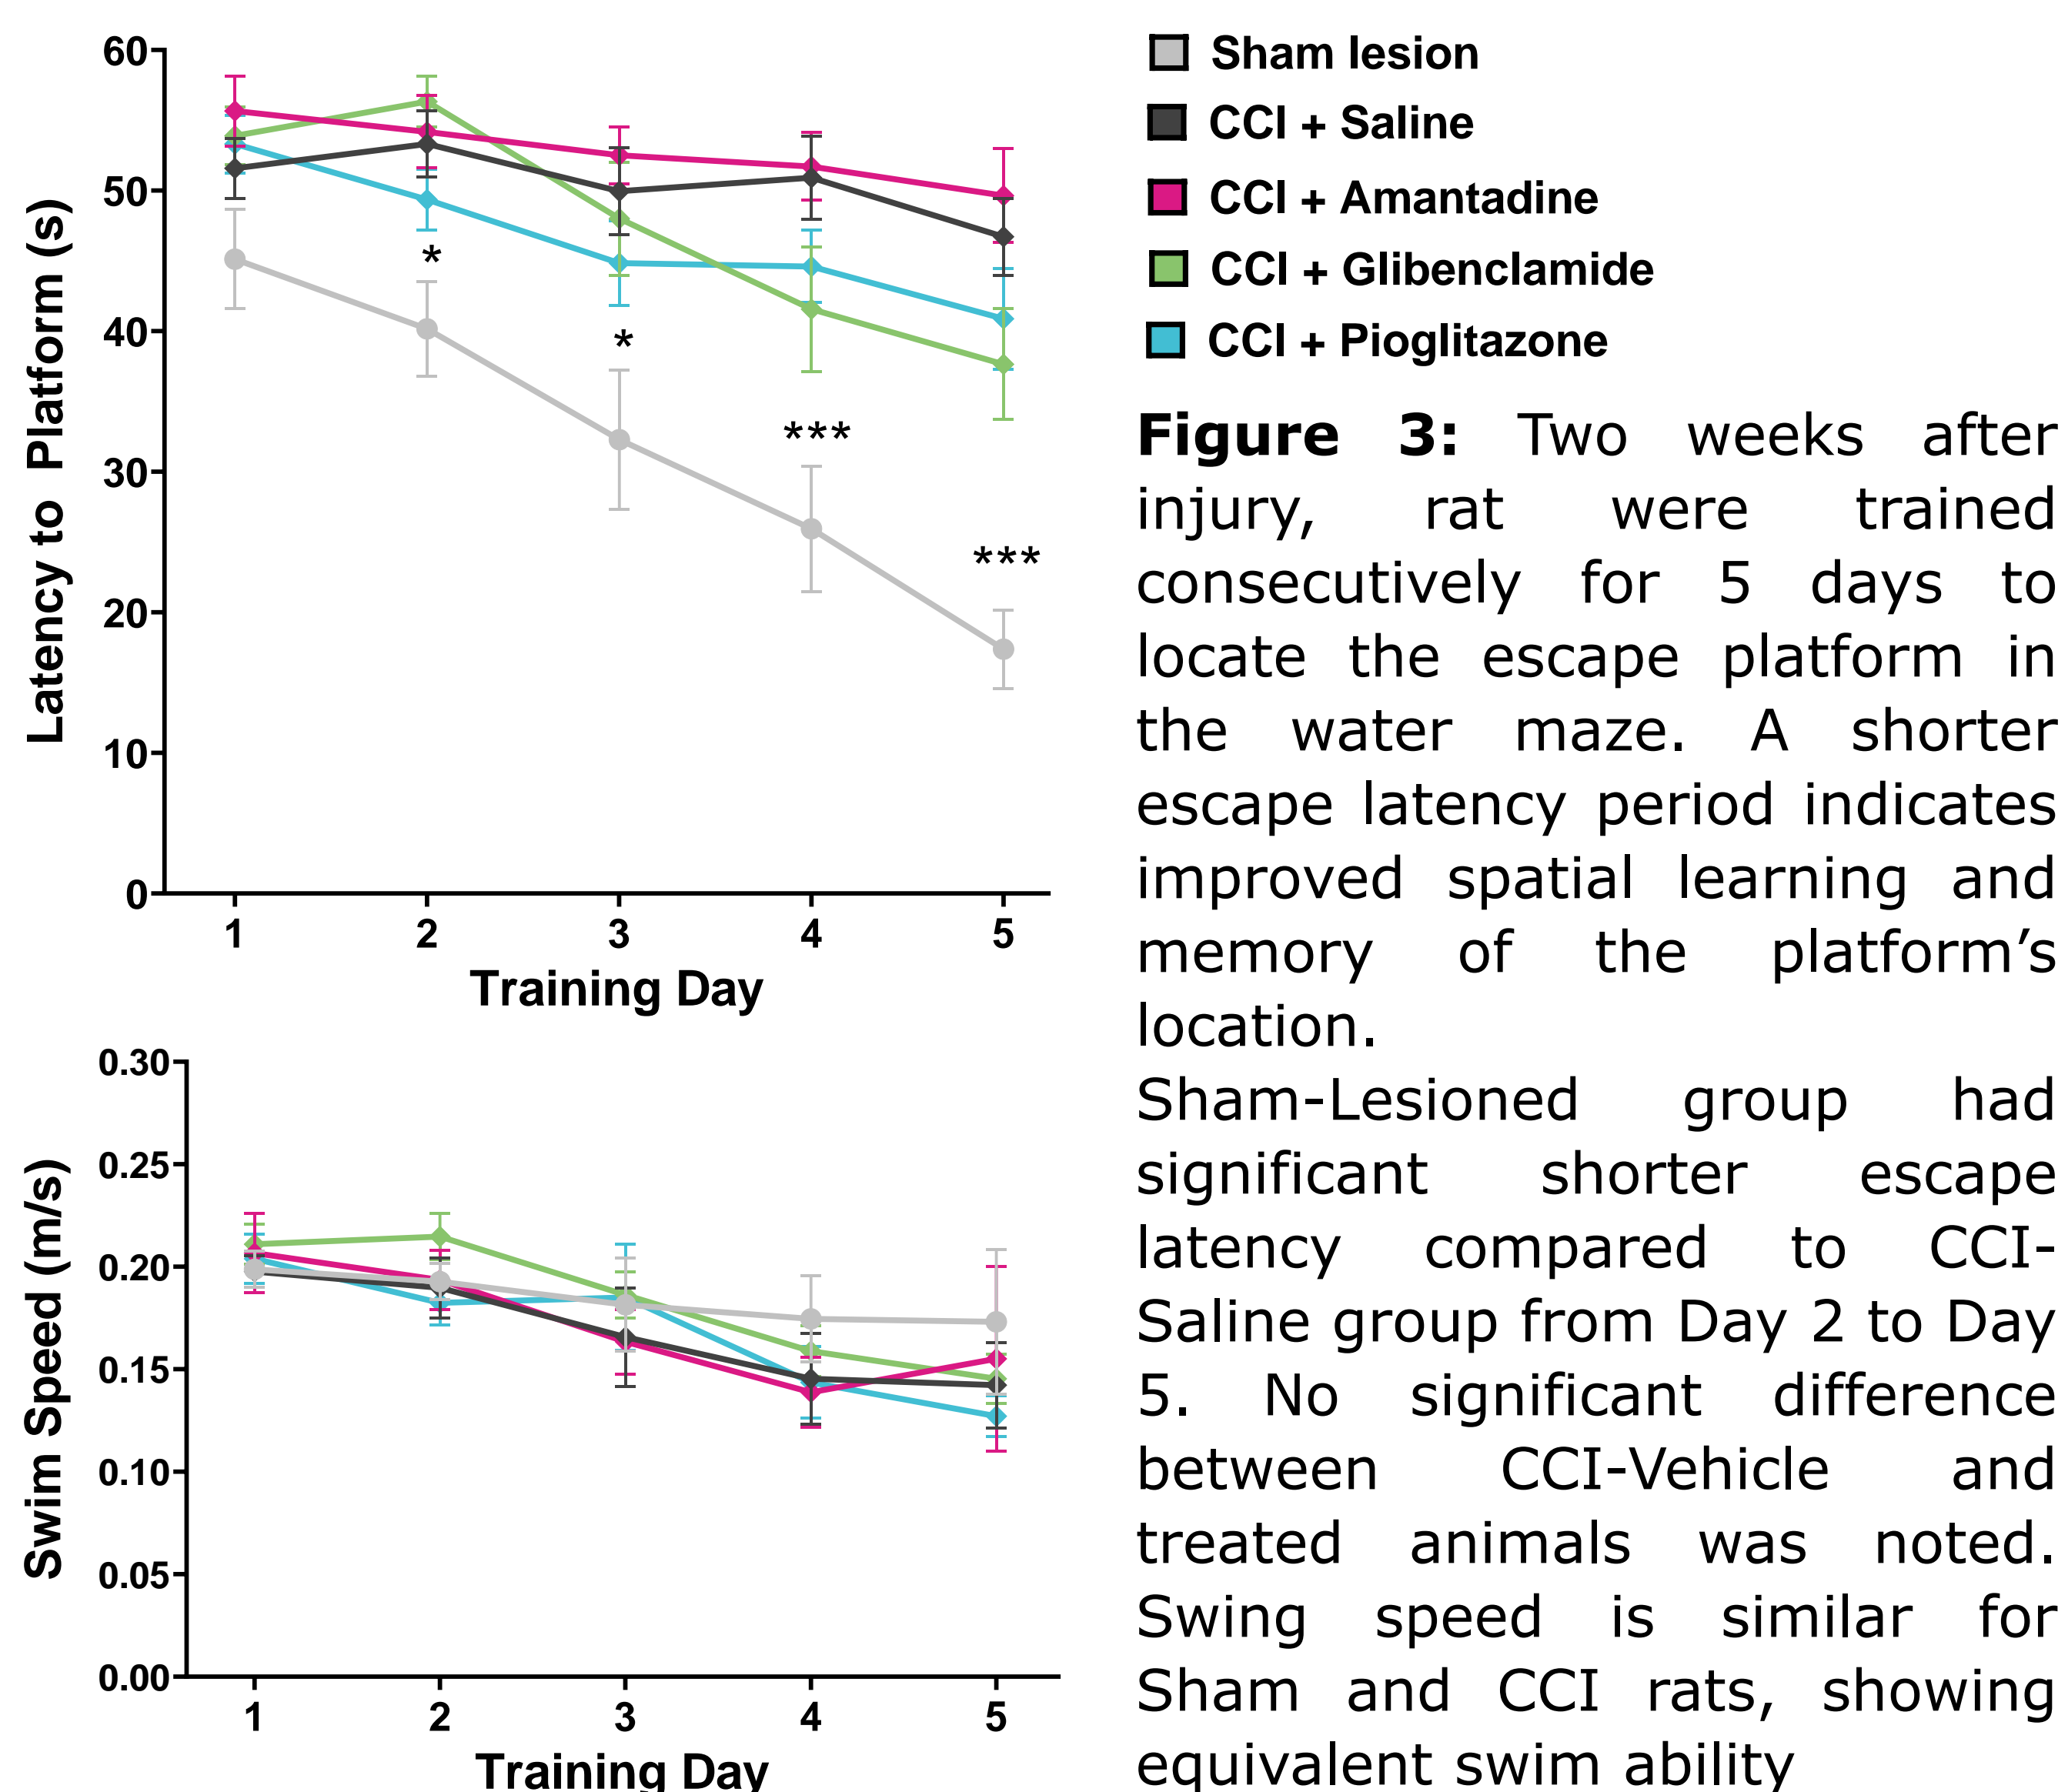 60
50
40
30
20
10
0
Latency to Platform (s)
*
*
***
***
1 2 3 4 5
Training Day
0.30
0.25
0.20
0.15
0.10
0.05
0.00
Swim Speed (m/s)
1 2 3 4 5
Training Day
Sham lesion
CCI + Saline
CCI + Amantadine
CCI + Glibenclamide
CCI + Pioglitazone
Figure 3: Two weeks after
injury, rat were trained
consecutively for 5 days to
locate the escape platform in
the water maze. A shorter
escape latency period indicates
improved spatial learning and
memory of the platform’s
location.
Sham-Lesioned group had
significant shorter escape
latency compared to CCI-
Saline group from Day 2 to Day
5. No significant difference
between CCI-Vehicle and
treated animals was noted.
Swing speed is similar for
Sham and CCI rats, showing
equivalent swim ability